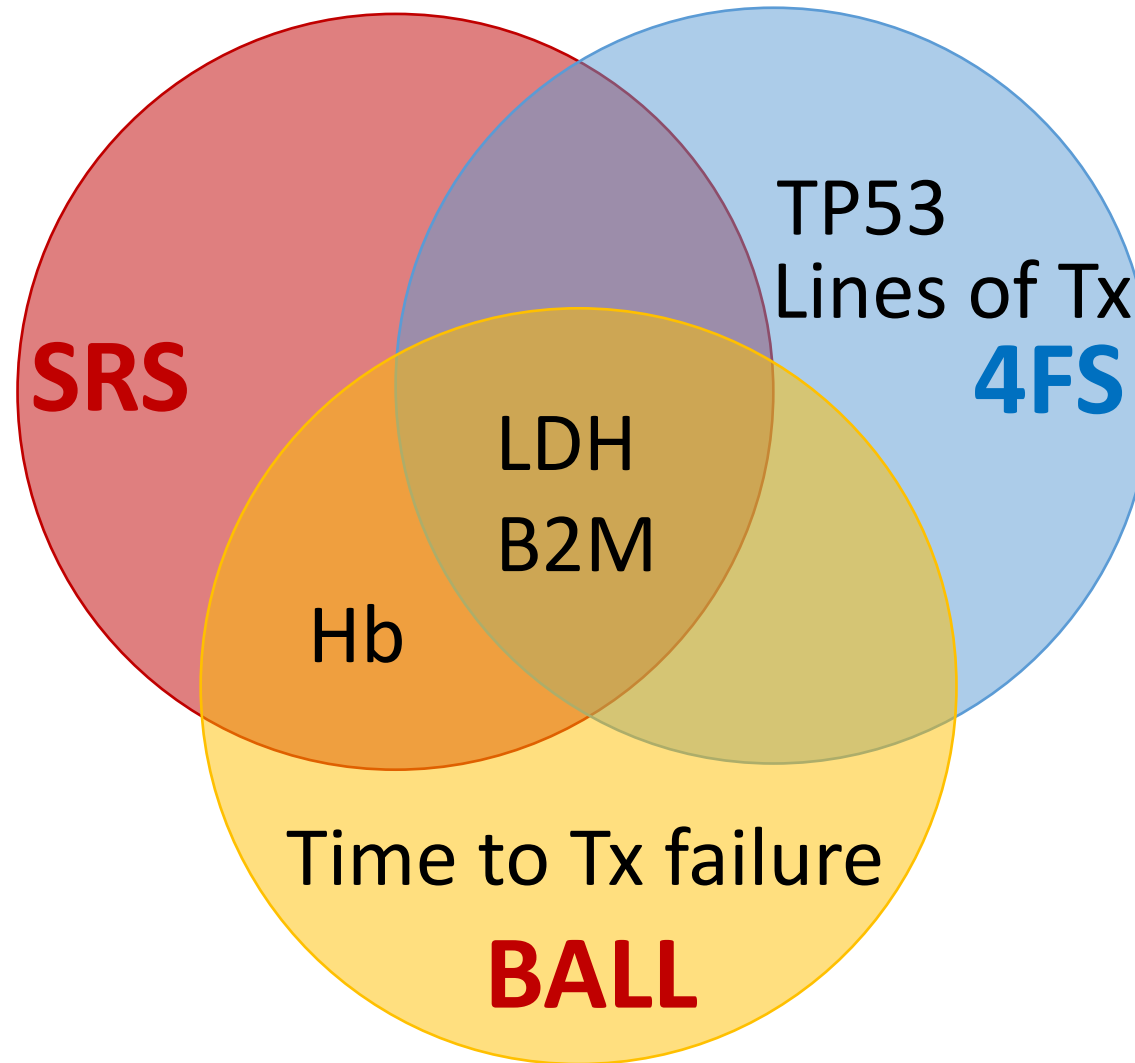 TP53
Lines of Tx
SRS
4FS
LDH
B2M
Hb
Time to Tx failure
BALL